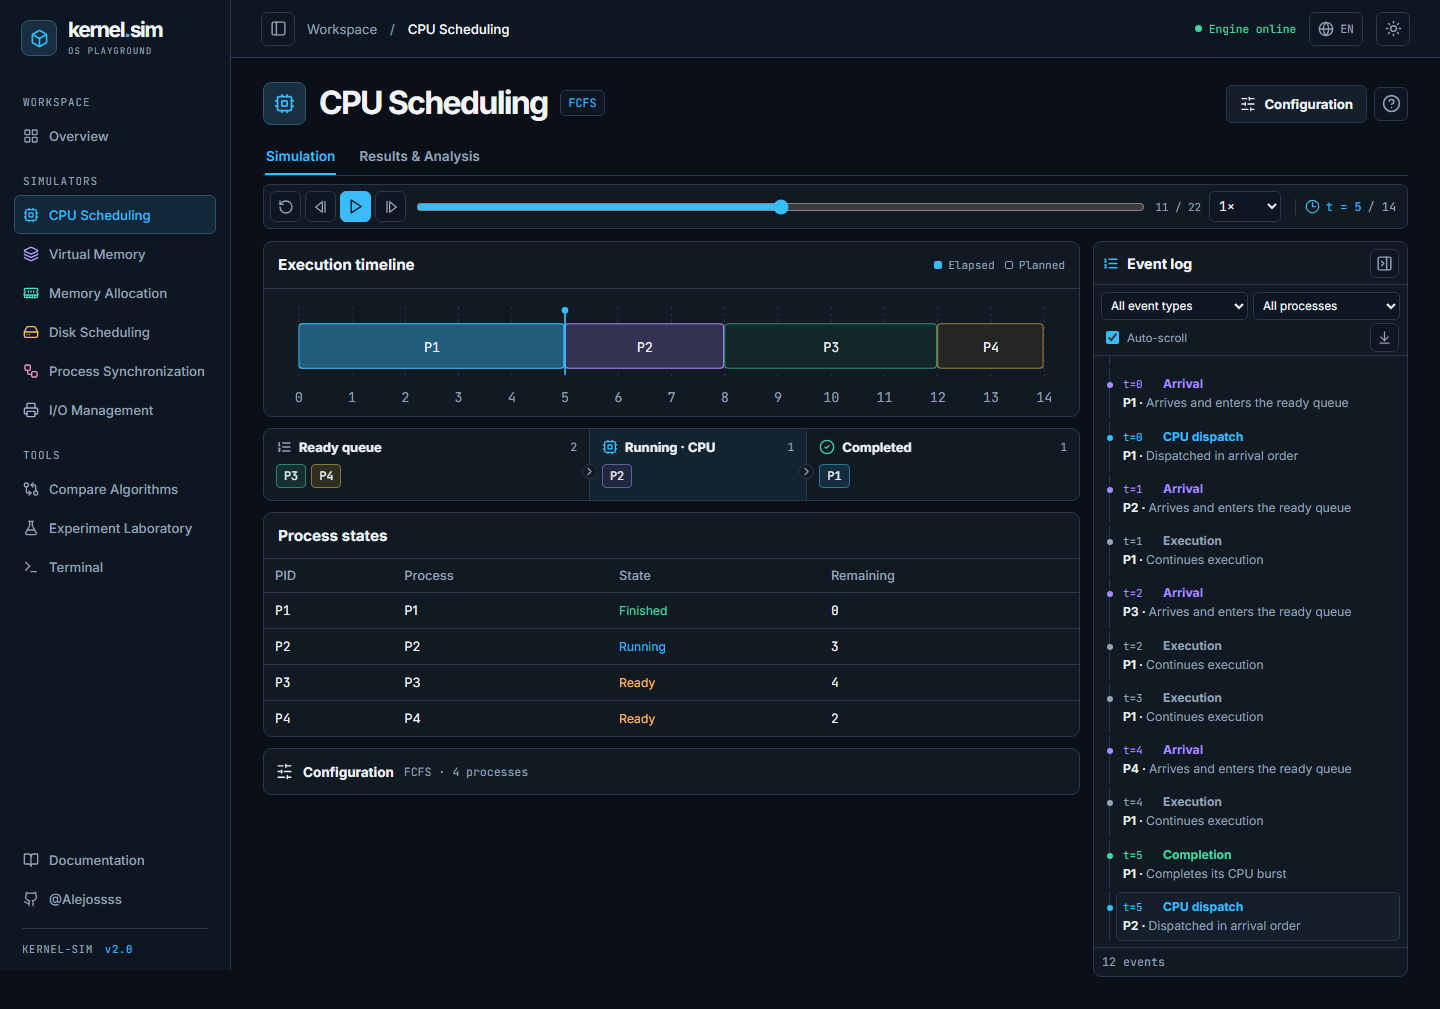 kernel.sim
OS PLAYGROUND
WORKSPACE
Overview
SIMULATORS
CPU Scheduling
Virtual Memory
Memory Allocation
Disk Scheduling
Process Synchronization
I/O Management
TOOLS
Compare Algorithms
Experiment Laboratory
Terminal
Documentation
@Alejossss
KERNEL-SIM v2.0
Workspace / CPU Scheduling
Engine online
EN
CPU Scheduling FCFS
Configuration
Simulation Results & Analysis
11 / 22 1× t = 5 / 14
Execution timeline
Elapsed Planned
P1 P2 P3 P4
0 1 2 3 4 5 6 7 8 9 10 11 12 13 14
Ready queue 2
P3 P4
Running · CPU 1
P2
Completed 1
P1
Process states
PID Process State Remaining
P1 P1 Finished 0
P2 P2 Running 3
P3 P3 Ready 4
P4 P4 Ready 2
Configuration FCFS · 4 processes
Event log
All event types All processes
Auto-scroll
t=0 Arrival
P1 · Arrives and enters the ready queue
t=0 CPU dispatch
P1 · Dispatched in arrival order
t=1 Arrival
P2 · Arrives and enters the ready queue
t=1 Execution
P1 · Continues execution
t=2 Arrival
P3 · Arrives and enters the ready queue
t=2 Execution
P1 · Continues execution
t=3 Execution
P1 · Continues execution
t=4 Arrival
P4 · Arrives and enters the ready queue
t=4 Execution
P1 · Continues execution
t=5 Completion
P1 · Completes its CPU burst
t=5 CPU dispatch
P2 · Dispatched in arrival order
12 events